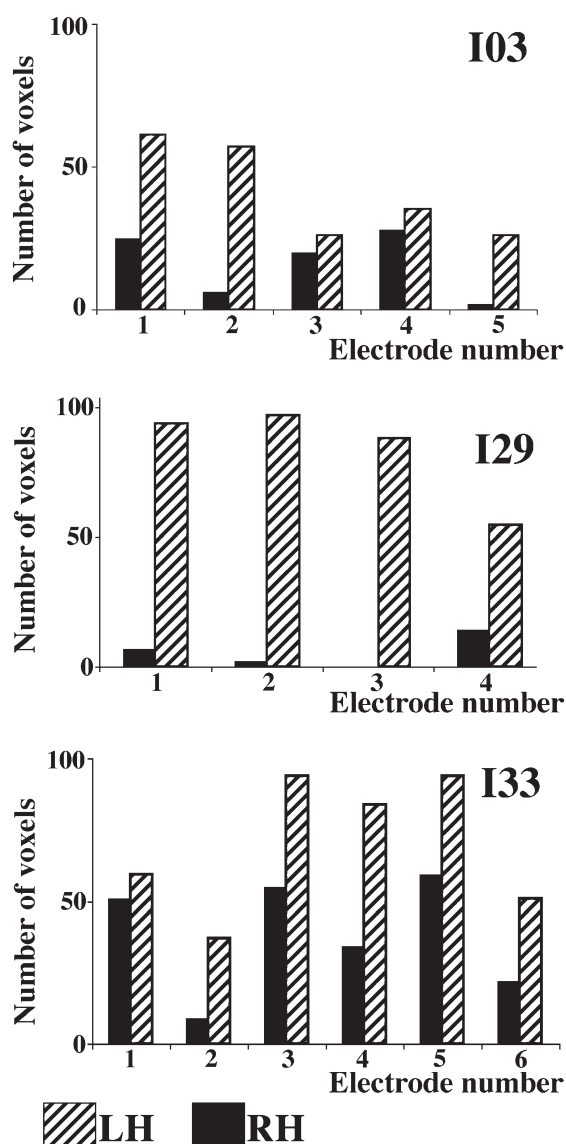 100
I03
Number of voxels
50
0
1 2 3 4 5
Electrode number
100
I29
Number of voxels
50
0
1 2 3 4
Electrode number
100
I33
Number of voxels
50
0
1 2 3 4 5 6
Electrode number
LH RH